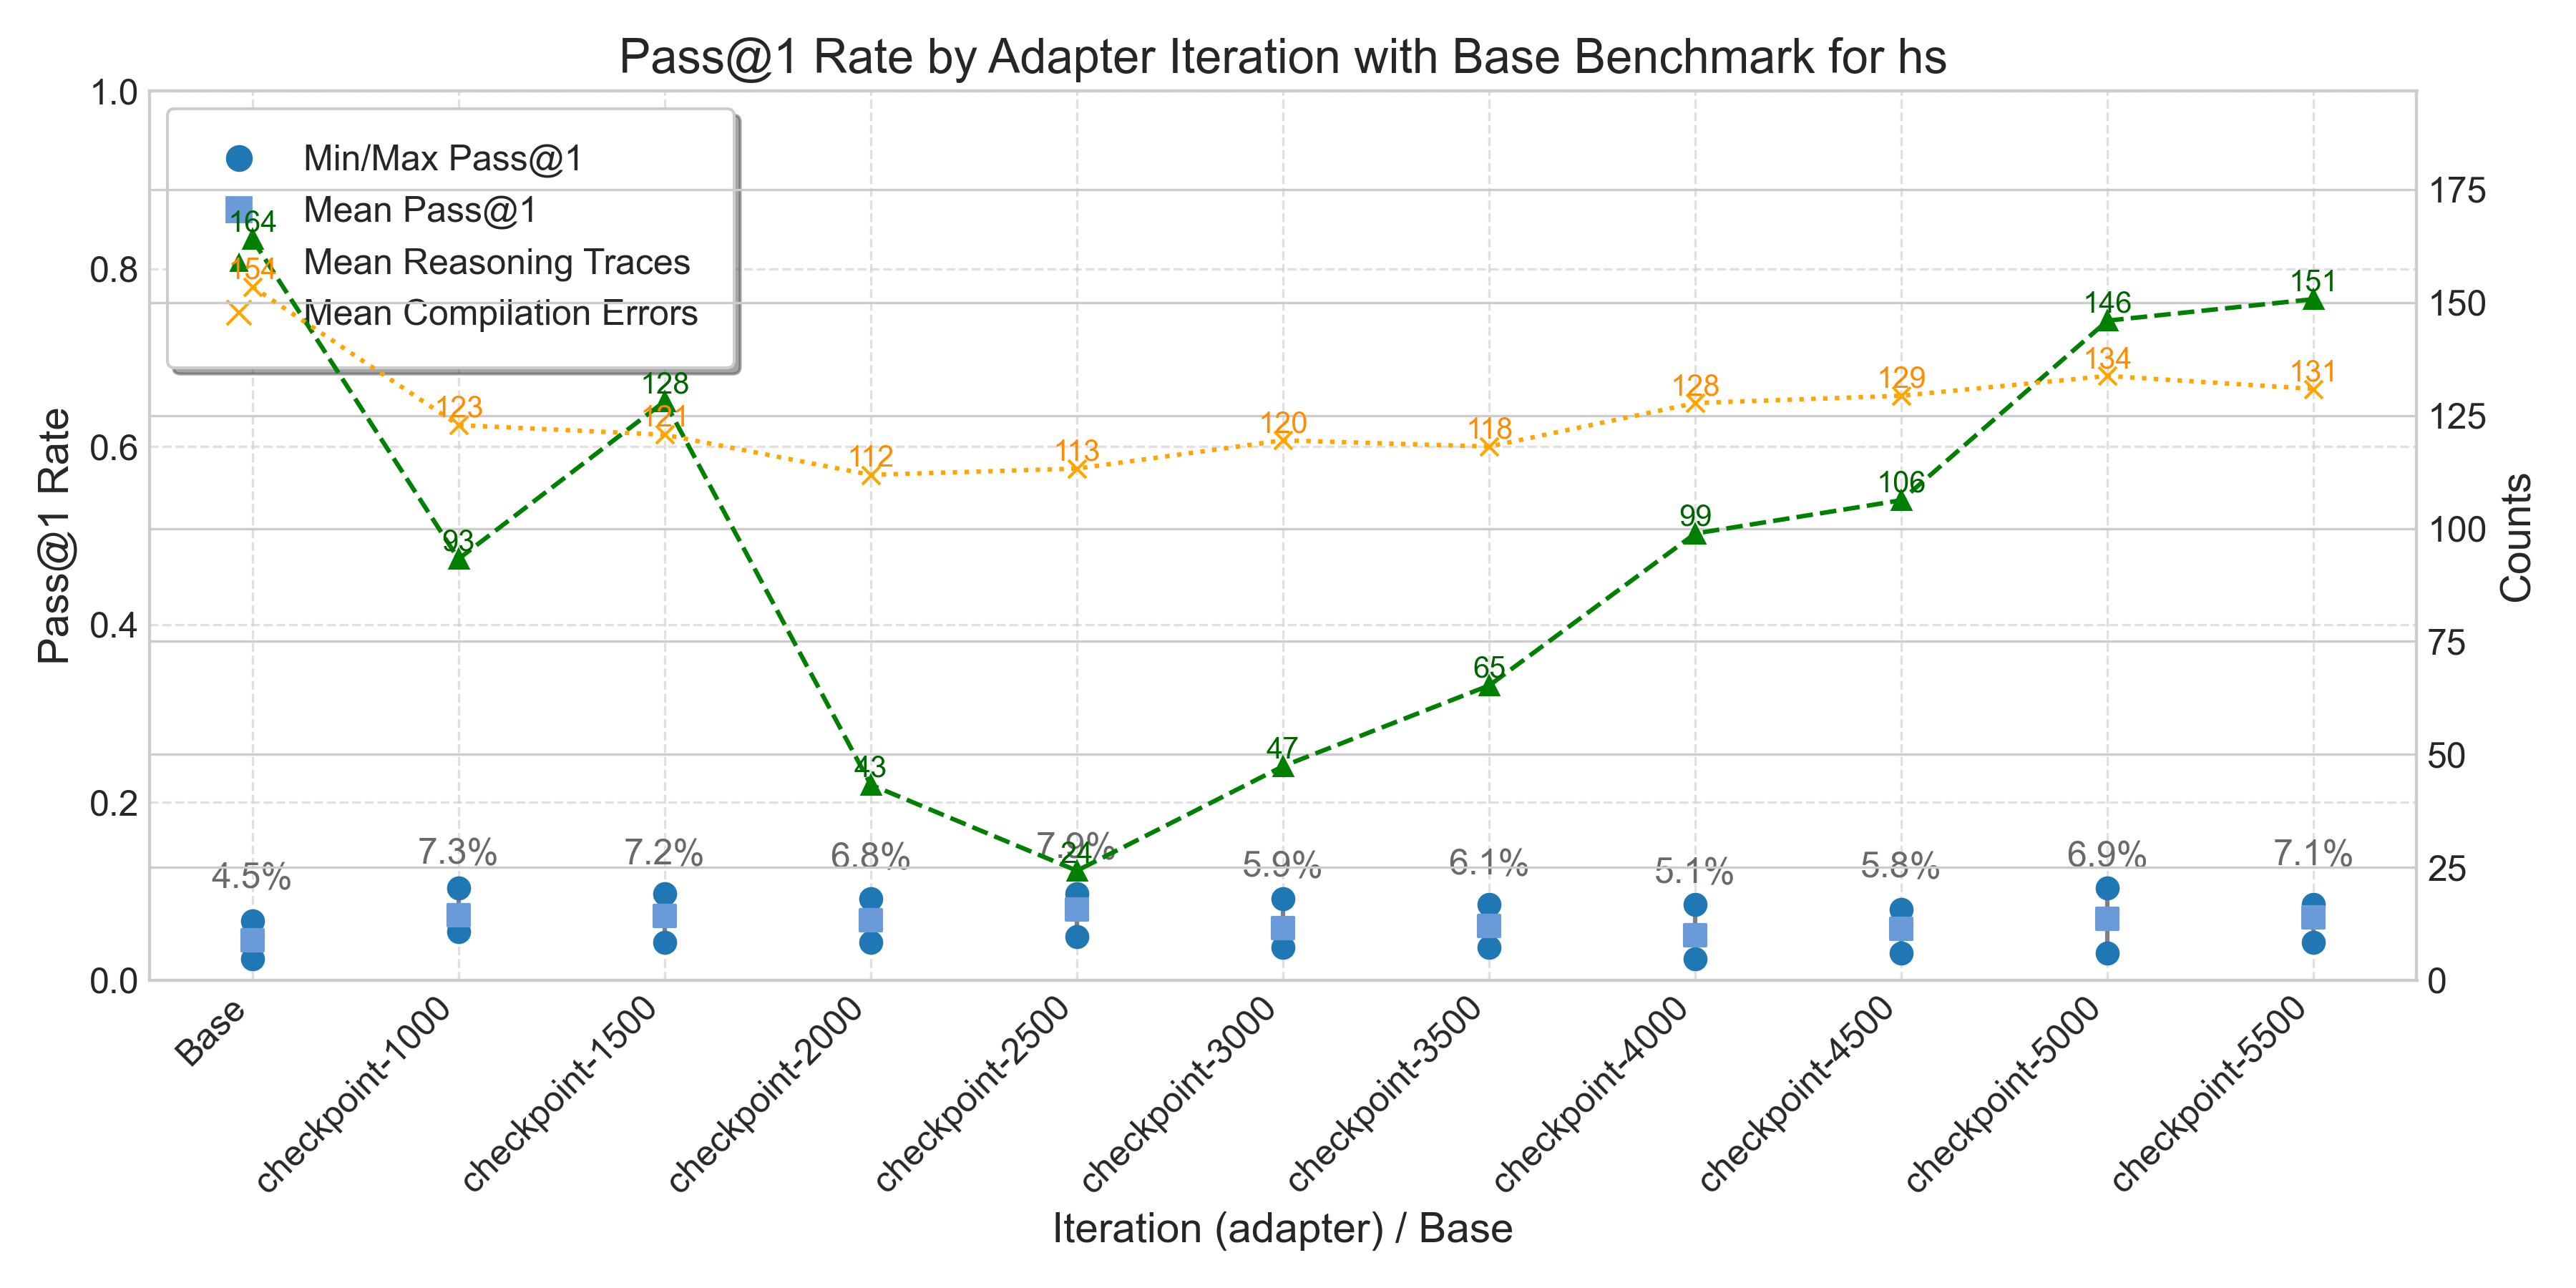 Pass@1 Rate by Adapter Iteration with Base Benchmark for hs
Min/Max Pass@1
Mean Pass@1
Mean Reasoning Traces
Mean Compilation Errors
Pass@1 Rate
1.0
0.8
0.6
0.4
0.2
0.0
Counts
175
150
125
100
75
50
25
0
164
93
128
43
24
47
65
99
106
146
151
154
123
121
112
113
120
118
128
129
134
131
4.5%
7.3%
7.2%
6.8%
7.9%
5.9%
6.1%
5.1%
5.8%
6.9%
7.1%
Base
checkpoint-1000
checkpoint-1500
checkpoint-2000
checkpoint-2500
checkpoint-3000
checkpoint-3500
checkpoint-4000
checkpoint-4500
checkpoint-5000
checkpoint-5500
Iteration (adapter) / Base